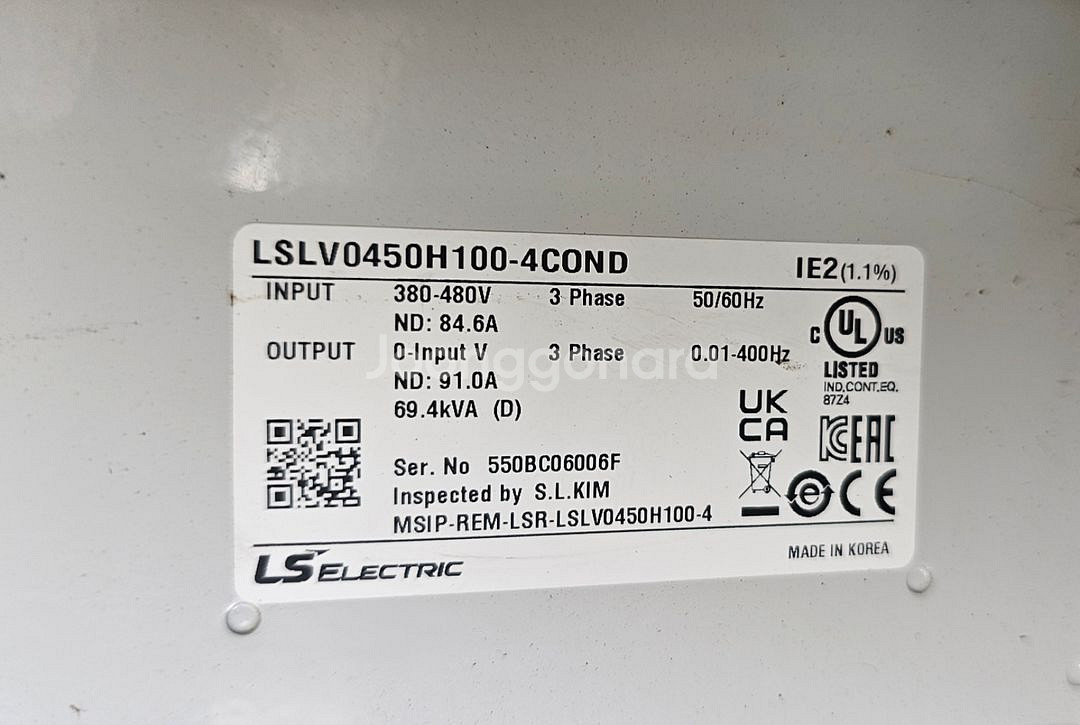 LSLV0450H100-4COND
IE2(1.1%)
INPUT 380-480V 3 Phase 50/60Hz
ND: 84.6A
OUTPUT 0-Input V 3 Phase 0.01-400Hz
ND: 91.0A
69.4kVA (D)
C UL US
LISTED
IND.CONT.EQ.
87Z4
UK
CA
EAC
CE
Ser. No 550BC06006F
Inspected by S.L.KIM
MSIP-REM-LSR-LSLV0450H100-4
LS ELECTRIC
MADE IN KOREA
Joonggonara